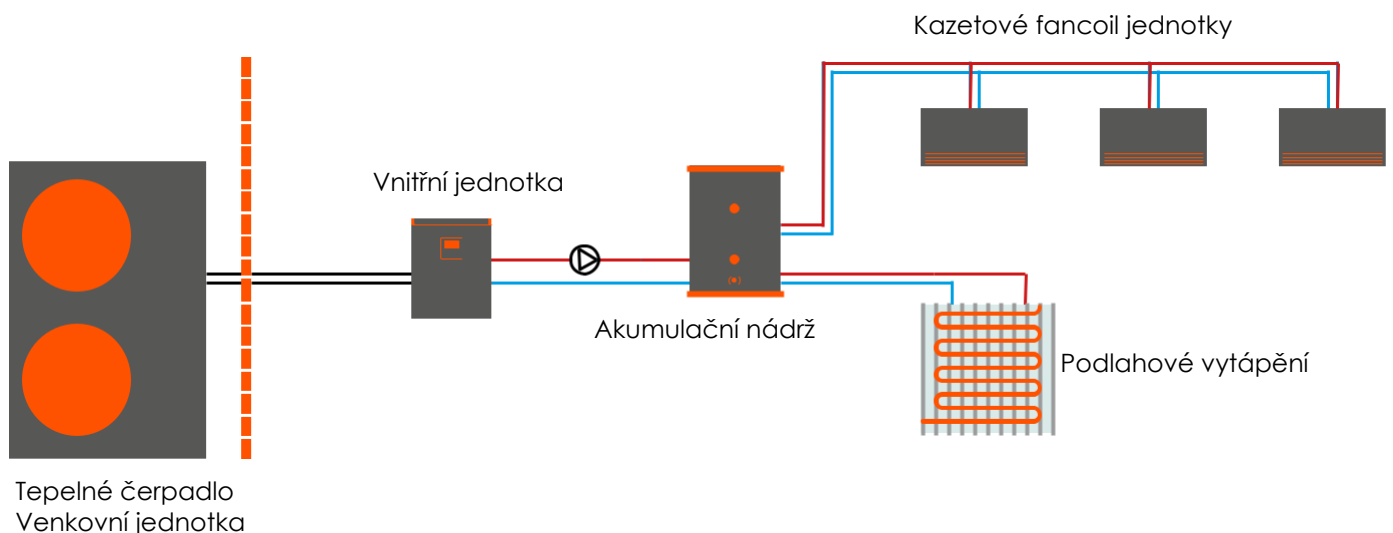 Kazetové fancoil jednotky
Vnitřní jednotka
Akumulační nádrž
Podlahové vytápění
Tepelné čerpadlo
Venkovní jednotka